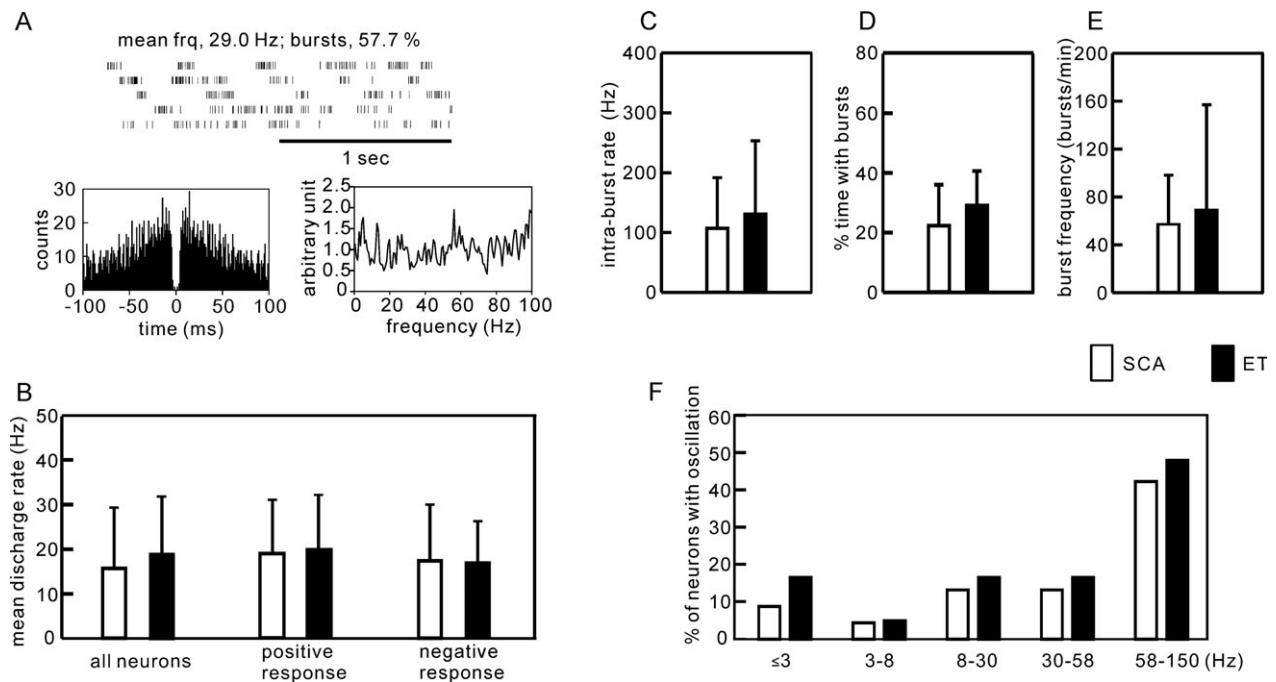 A
mean frq, 29.0 Hz; bursts, 57.7 %
1 sec
counts
30
20
10
0
-100
-50
0
50
100
time (ms)
arbitrary unit
2.5
2.0
1.5
1.0
0.5
0
0
20
40
60
80
100
frequency (Hz)
B
mean discharge rate (Hz)
50
40
30
20
10
0
all neurons
positive
response
negative
response
C
intra-burst rate (Hz)
400
300
200
100
0
D
% time with bursts
80
60
40
20
0
E
burst frequency (bursts/min)
200
160
120
80
40
0
SCA
ET
F
% of neurons with oscillation
60
50
40
30
20
10
0
≤3
3-8
8-30
30-58
58-150 (Hz)